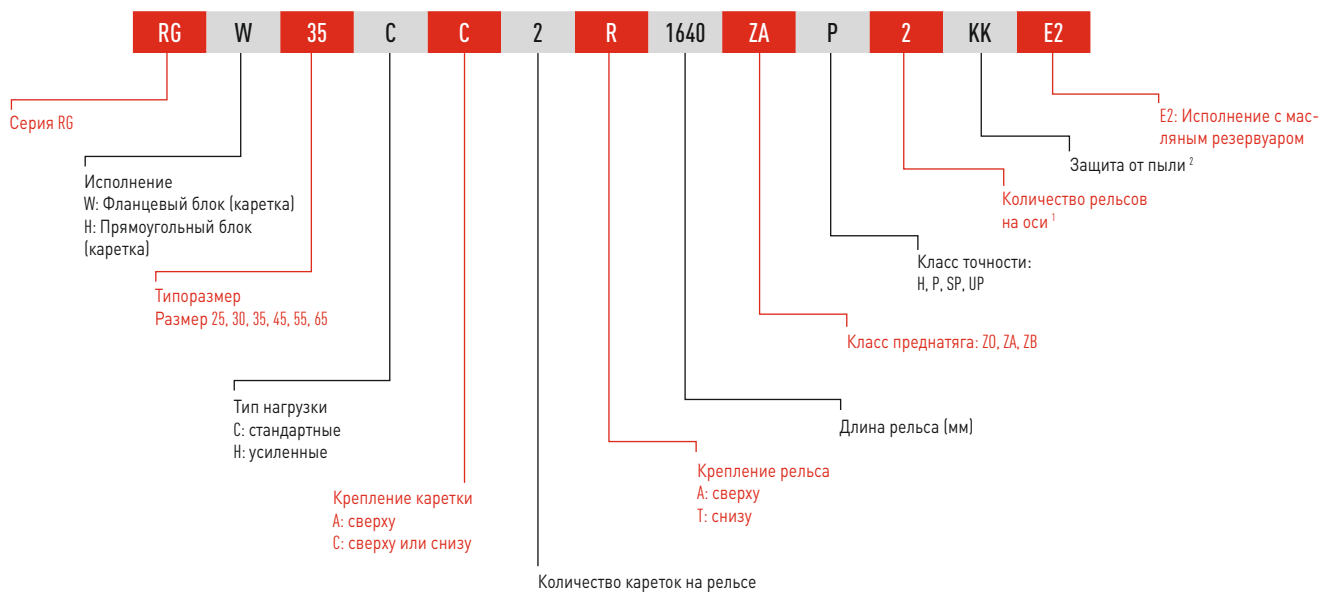 RG W 35 C C 2 R 1640 ZA P 2 KK E2
Серия RG
Исполнение
W: Фланцевый блок (каретка)
H: Прямоугольный блок
(каретка)
Типоразмер
Размер 25, 30, 35, 45, 55, 65
Тип нагрузки
C: стандартные
H: усиленные
Крепление каретки
A: сверху
C: сверху или снизу
Количество кареток на рельсе
Крепление рельса
A: сверху
T: снизу
Длина рельса (мм)
Класс преднатяга: Z0, ZA, ZB
Класс точности:
H, P, SP, UP
Количество рельсов
на оси ¹
Защита от пыли ²
E2: Исполнение с мас-
ляным резервуаром